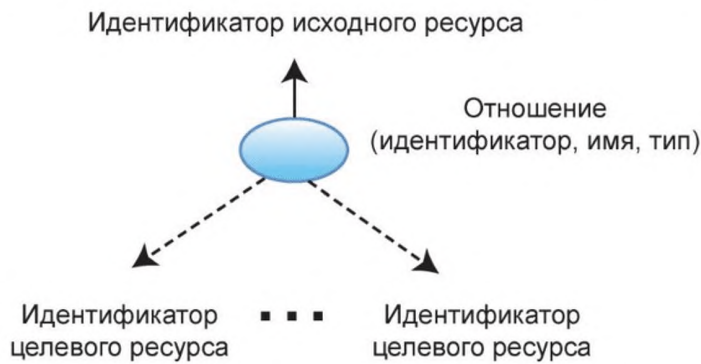 Идентификатор исходного ресурса
Отношение
(идентификатор, имя, тип)
Идентификатор
целевого ресурса
Идентификатор
целевого ресурса